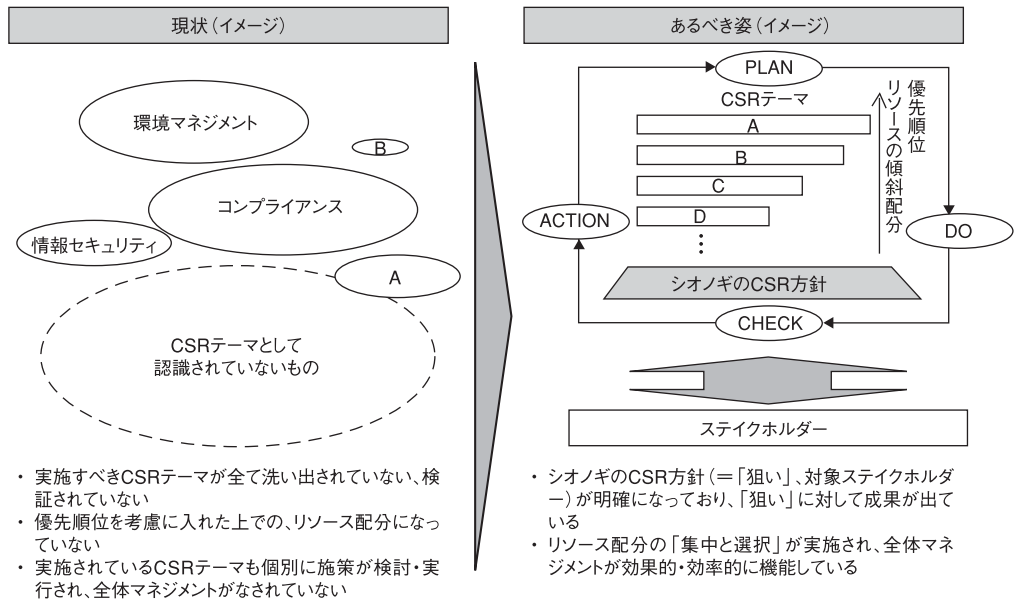 現状（イメージ）
環境マネジメント
B
コンプライアンス
情報セキュリティ
A
CSRテーマとして
認識されていないもの
・ 実施すべきCSRテーマが全て洗い出されていない、検
証されていない
・ 優先順位を考慮に入れた上での、リソース配分になっ
ていない
・ 実施されているCSRテーマも個別に施策が検討・実
行され、全体マネジメントがなされていない
あるべき姿（イメージ）
PLAN
CSRテーマ
A
B
C
D
⋮
優先順位
リソースの傾斜配分
ACTION
DO
シオノギのCSR方針
CHECK
ステイクホルダー
・ シオノギのCSR方針（＝「狙い」、対象ステイクホルダ
ー）が明確になっており、「狙い」に対して成果が出て
いる
・ リソース配分の「集中と選択」が実施され、全体マネ
ジメントが効果的・効率的に機能している